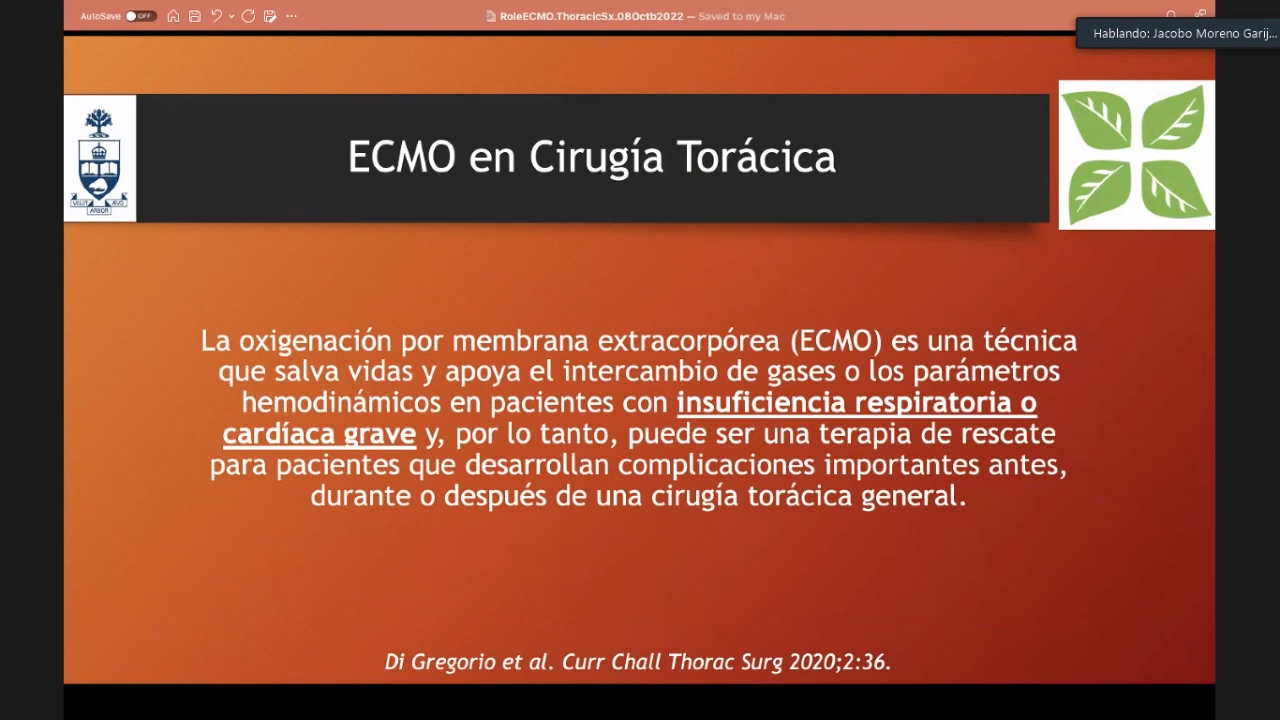 AutoSave OFF
RoleECMO.ThoracicSx.08Octb2022 — Saved to my Mac
Hablando: Jacobo Moreno Garij...
ECMO en Cirugía Torácica
VELUT ARBOR ÆVO
La oxigenación por membrana extracorpórea (ECMO) es una técnica
que salva vidas y apoya el intercambio de gases o los parámetros
hemodinámicos en pacientes con insuficiencia respiratoria o
cardíaca grave y, por lo tanto, puede ser una terapia de rescate
para pacientes que desarrollan complicaciones importantes antes,
durante o después de una cirugía torácica general.
Di Gregorio et al. Curr Chall Thorac Surg 2020;2:36.